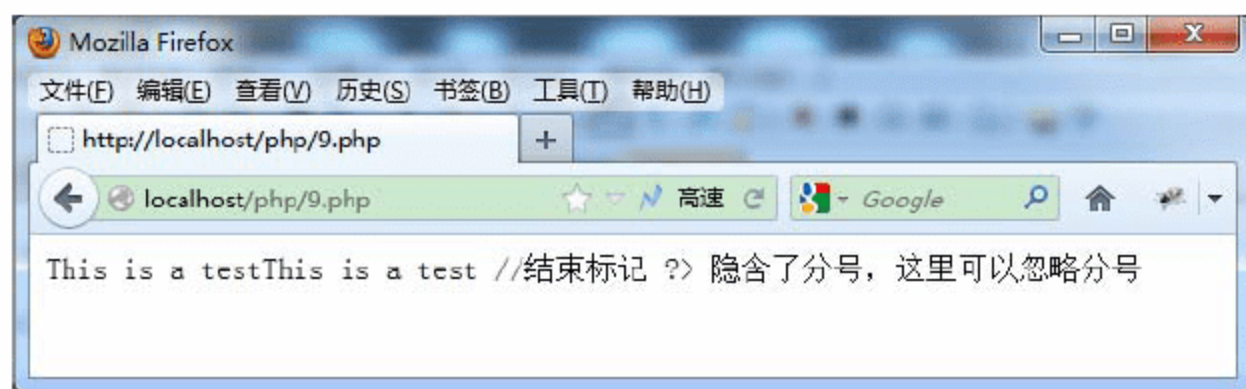 Mozilla Firefox
文件(F) 编辑(E) 查看(V) 历史(S) 书签(B) 工具(T) 帮助(H)
http://localhost/php/9.php
localhost/php/9.php 高速 Google
This is a testThis is a test //结束标记 ?> 隐含了分号，这里可以忽略分号